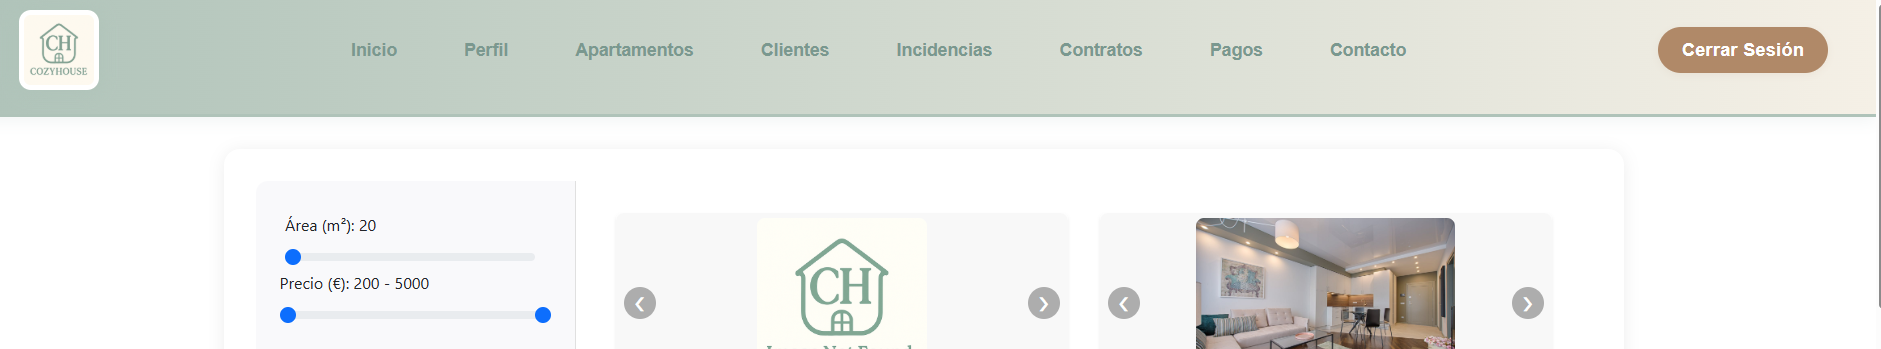 CH
COZYHOUSE
Inicio Perfil Apartamentos Clientes Incidencias Contratos Pagos Contacto Cerrar Sesión
Área (m²): 20
Precio (€): 200 - 5000
CH